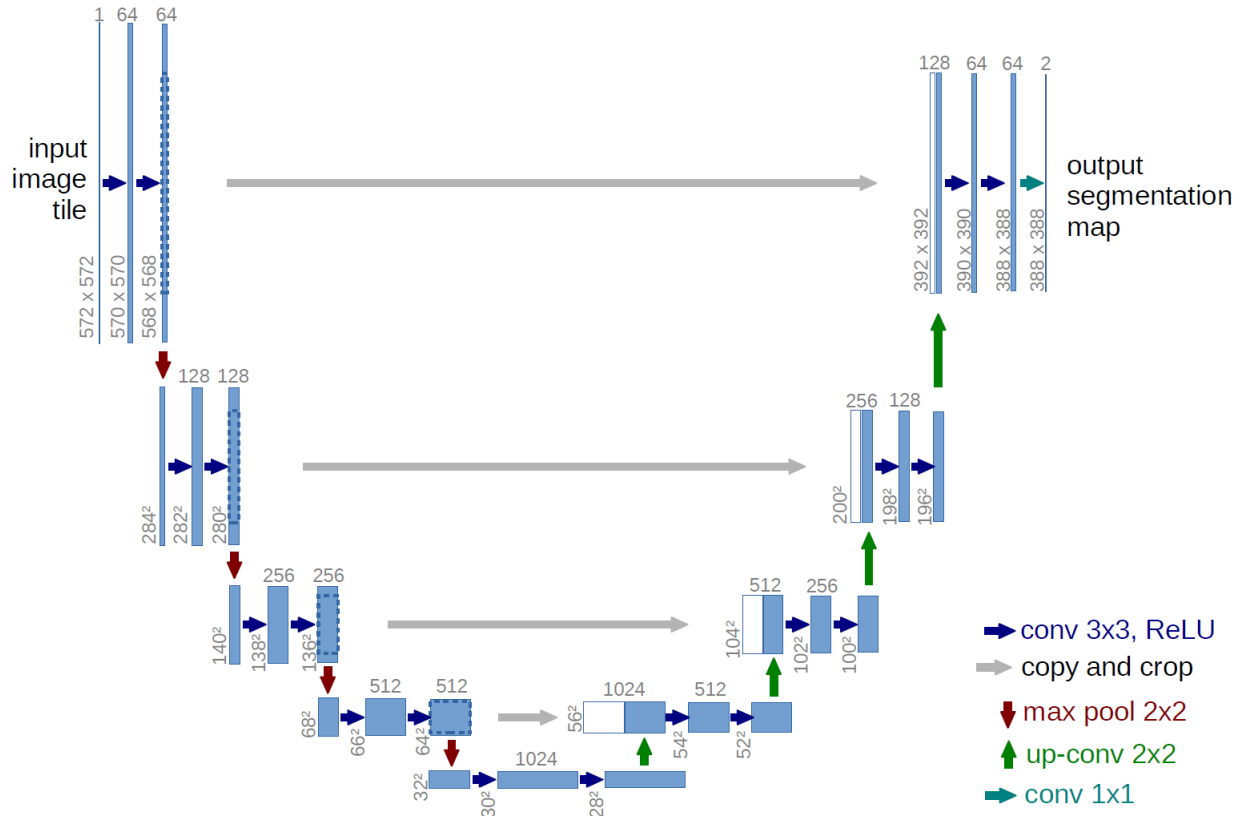 1 64 64
128 64 64 2
input
image
tile
output
segmentation
map
572 x 572
570 x 570
568 x 568
392 x 392
390 x 390
388 x 388
388 x 388
128 128
256 128
284²
282²
280²
200²
198²
196²
256 256
512 256
140²
138²
136²
104²
102²
100²
512 512
1024 512
68²
66²
64²
56²
54²
52²
1024
32²
30²
28²
conv 3x3, ReLU
copy and crop
max pool 2x2
up-conv 2x2
conv 1x1